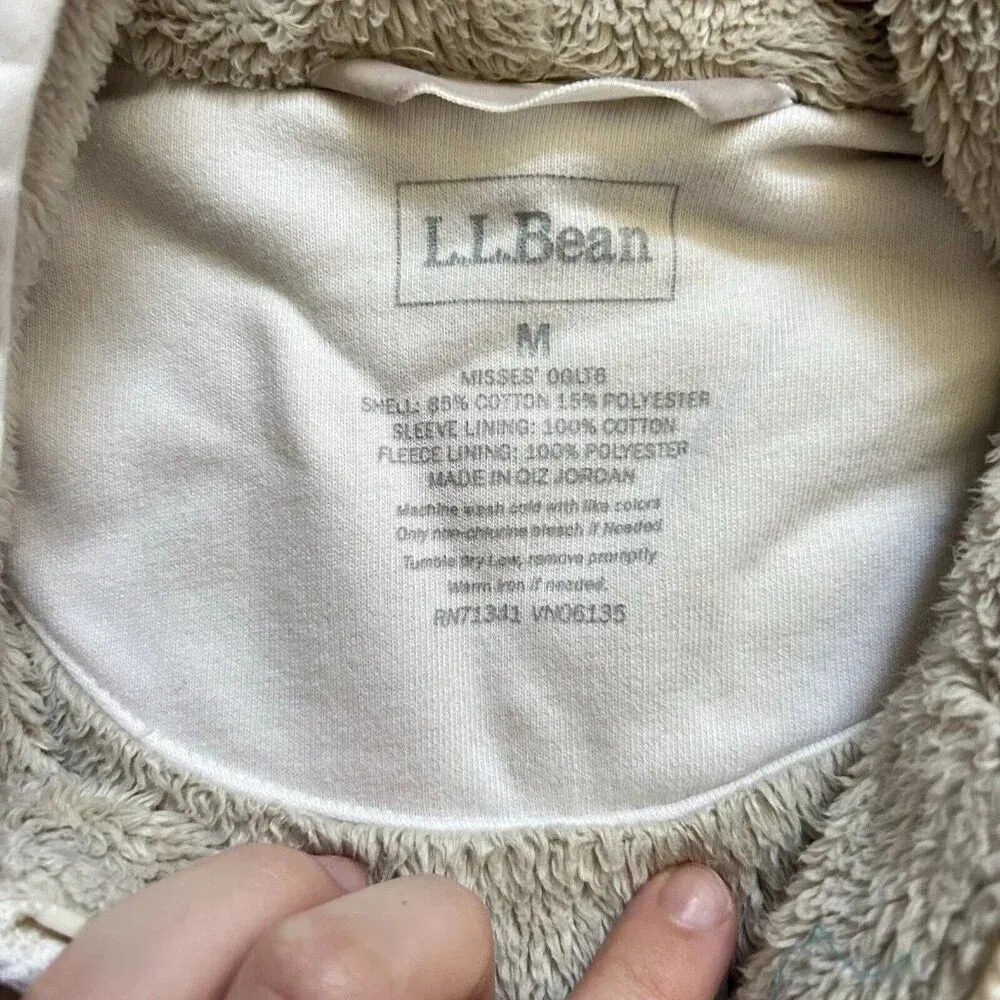 L.L.Bean
M
MISSES' 0GLT6
SHELL: 85% COTTON 15% POLYESTER
SLEEVE LINING: 100% COTTON
FLEECE LINING: 100% POLYESTER
MADE IN QIZ JORDAN
Machine wash cold with like colors
Only non-chlorine bleach if Needed
Tumble Dry Low, remove promptly
Warm iron if needed.
RN71341 VN06135